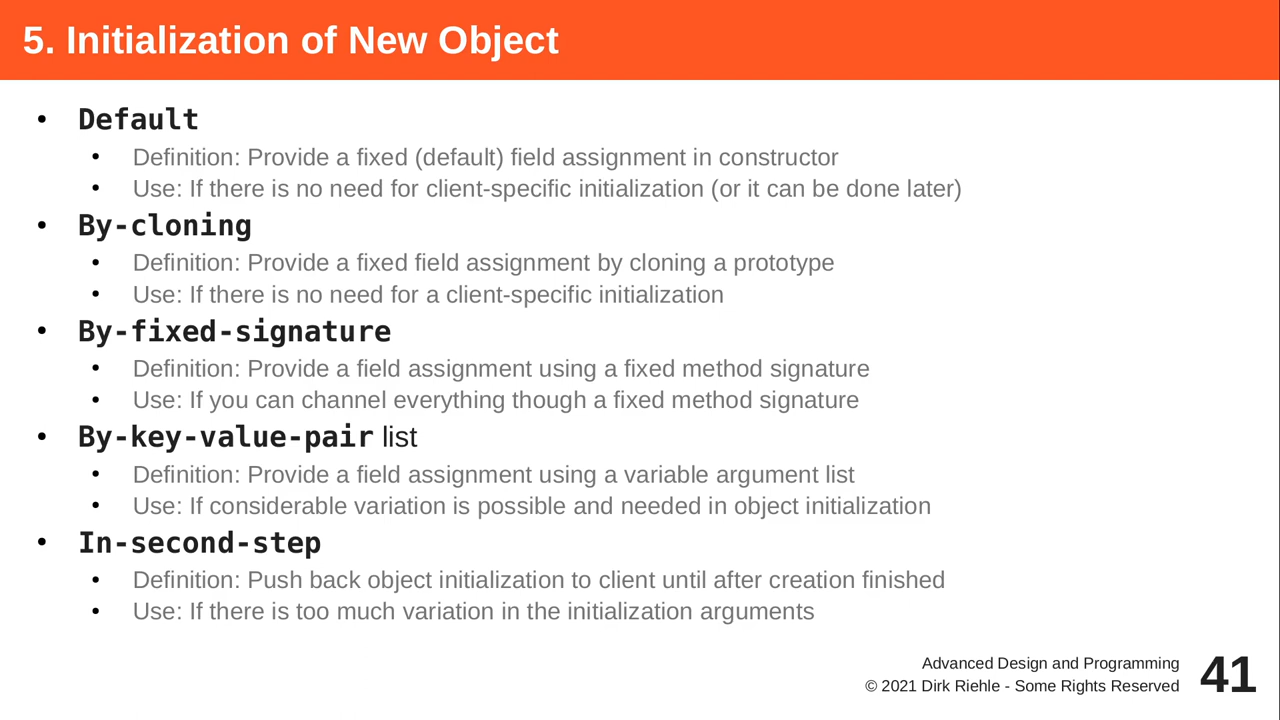 5. Initialization of New Object
• Default
• Definition: Provide a fixed (default) field assignment in constructor
• Use: If there is no need for client-specific initialization (or it can be done later)
• By-cloning
• Definition: Provide a fixed field assignment by cloning a prototype
• Use: If there is no need for a client-specific initialization
• By-fixed-signature
• Definition: Provide a field assignment using a fixed method signature
• Use: If you can channel everything though a fixed method signature
• By-key-value-pair list
• Definition: Provide a field assignment using a variable argument list
• Use: If considerable variation is possible and needed in object initialization
• In-second-step
• Definition: Push back object initialization to client until after creation finished
• Use: If there is too much variation in the initialization arguments
Advanced Design and Programming
© 2021 Dirk Riehle - Some Rights Reserved
41